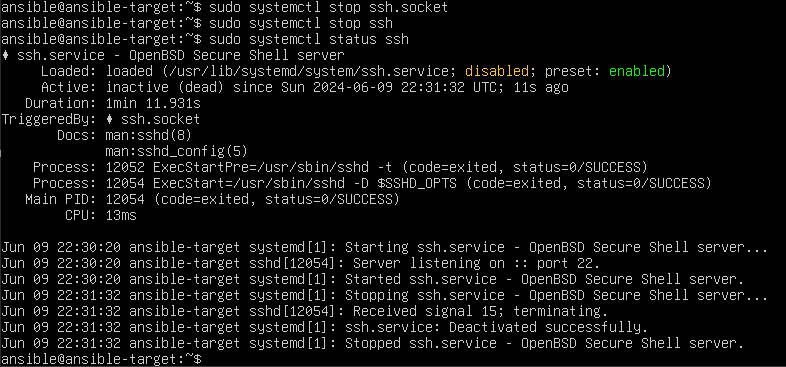 ansible@ansible-target:~$ sudo systemctl stop ssh.socket
ansible@ansible-target:~$ sudo systemctl stop ssh
ansible@ansible-target:~$ sudo systemctl status ssh
♦ ssh.service - OpenBSD Secure Shell server
     Loaded: loaded (/usr/lib/systemd/system/ssh.service; disabled; preset: enabled)
     Active: inactive (dead) since Sun 2024-06-09 22:31:32 UTC; 11s ago
   Duration: 1min 11.931s
TriggeredBy: ♦ ssh.socket
       Docs: man:sshd(8)
             man:sshd_config(5)
    Process: 12052 ExecStartPre=/usr/sbin/sshd -t (code=exited, status=0/SUCCESS)
    Process: 12054 ExecStart=/usr/sbin/sshd -D $SSHD_OPTS (code=exited, status=0/SUCCESS)
   Main PID: 12054 (code=exited, status=0/SUCCESS)
        CPU: 13ms

Jun 09 22:30:20 ansible-target systemd[1]: Starting ssh.service - OpenBSD Secure Shell server...
Jun 09 22:30:20 ansible-target sshd[12054]: Server listening on :: port 22.
Jun 09 22:30:20 ansible-target systemd[1]: Started ssh.service - OpenBSD Secure Shell server.
Jun 09 22:31:32 ansible-target systemd[1]: Stopping ssh.service - OpenBSD Secure Shell server...
Jun 09 22:31:32 ansible-target sshd[12054]: Received signal 15; terminating.
Jun 09 22:31:32 ansible-target systemd[1]: ssh.service: Deactivated successfully.
Jun 09 22:31:32 ansible-target systemd[1]: Stopped ssh.service - OpenBSD Secure Shell server.
ansible@ansible-target:~$